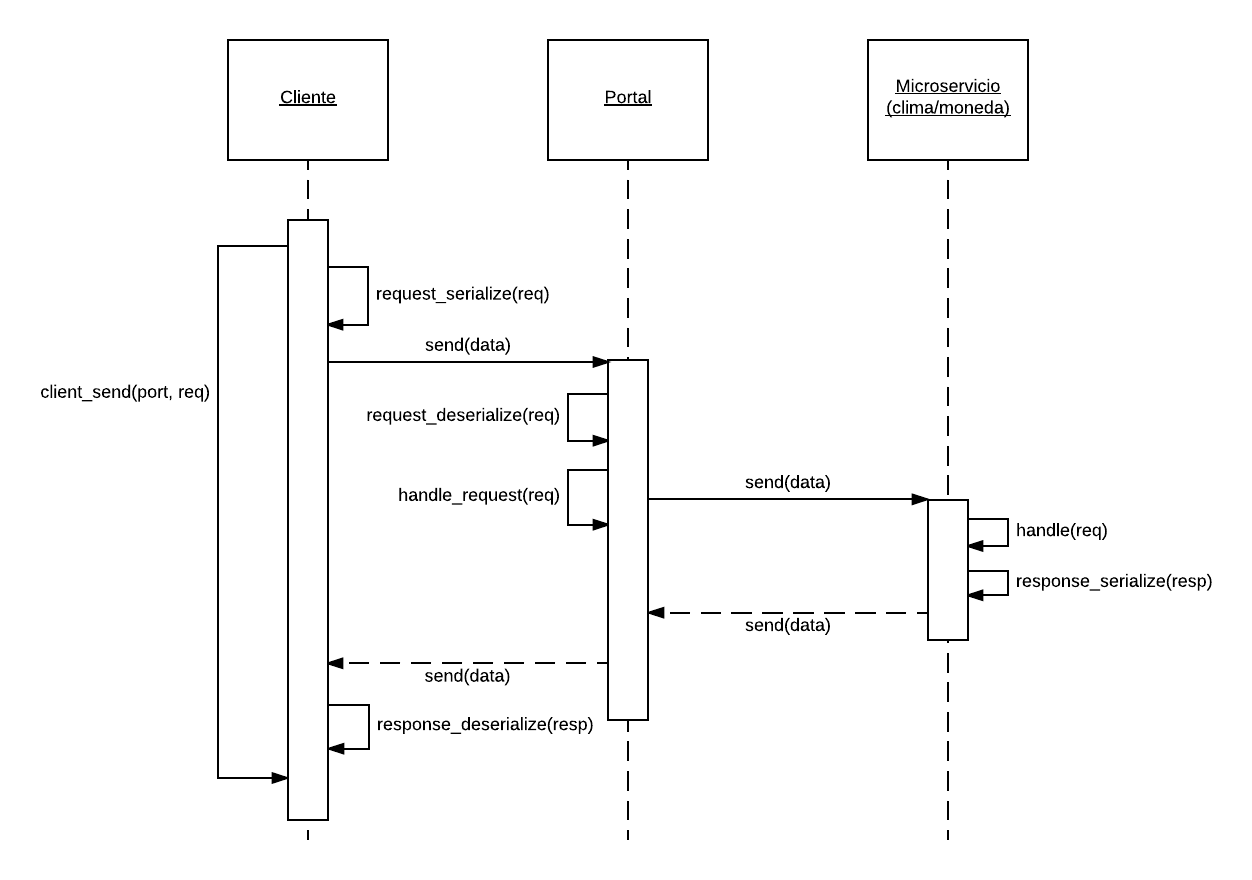 Cliente
Portal
Microservicio
(clima/moneda)
request_serialize(req)
send(data)
client_send(port, req)
request_deserialize(req)
send(data)
handle_request(req)
handle(req)
response_serialize(resp)
send(data)
send(data)
response_deserialize(resp)